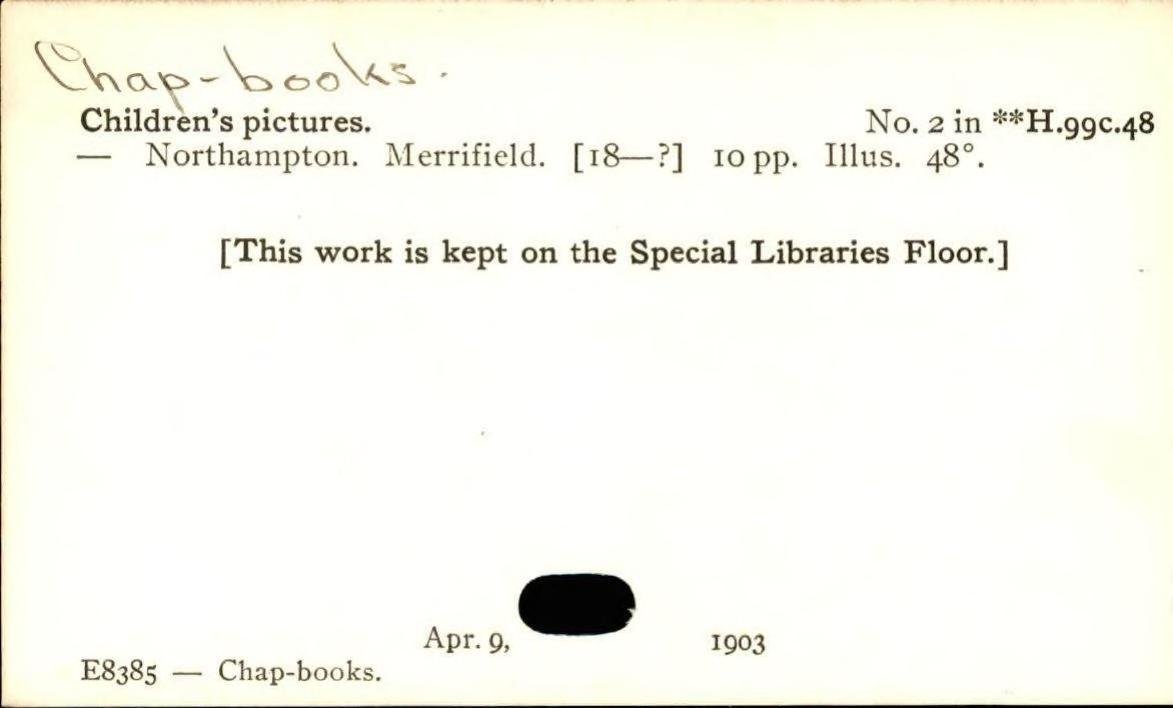 Chap-books.
Children's pictures. No. 2 in **H.99c.48
— Northampton. Merrifield. [18—?] 10 pp. Illus. 48°.
[This work is kept on the Special Libraries Floor.]
Apr. 9, 1903
E8385 — Chap-books.